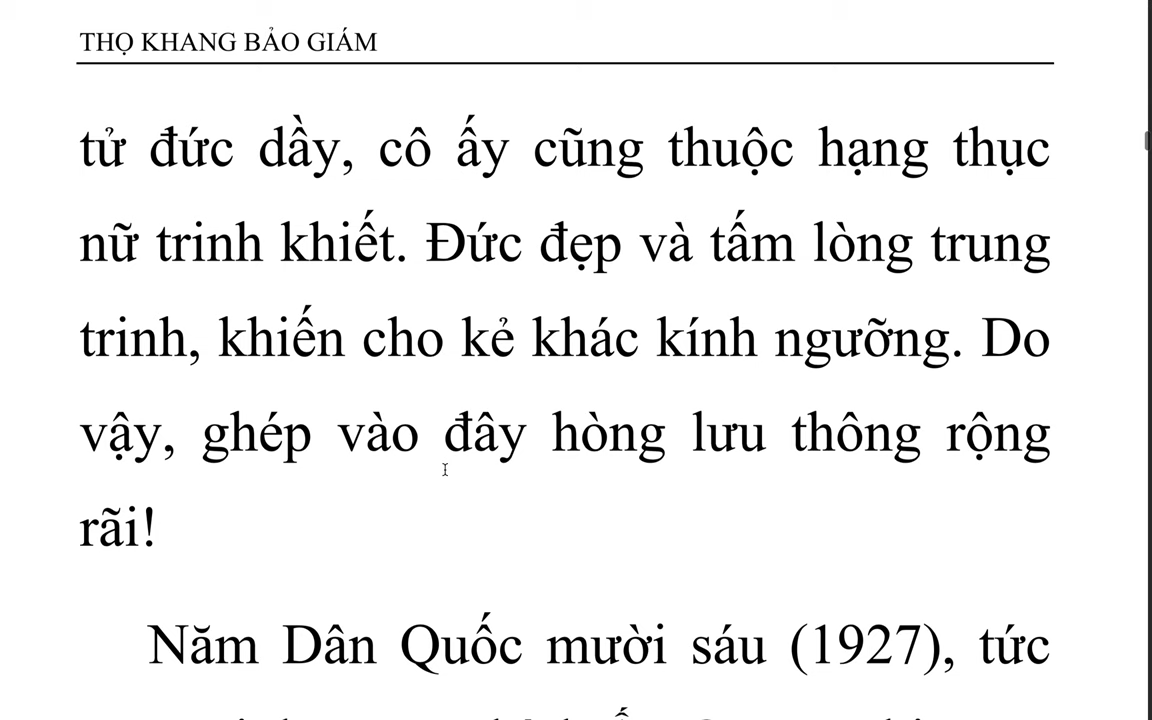 THỌ KHANG BẢO GIÁM
tử đức dầy, cô ấy cũng thuộc hạng thục
nữ trinh khiết. Đức đẹp và tấm lòng trung
trinh, khiến cho kẻ khác kính ngưỡng. Do
vậy, ghép vào đây hòng lưu thông rộng
rãi!
Năm Dân Quốc mười sáu (1927), tức